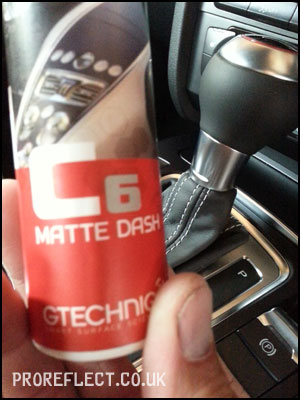 C6
MATTE DASH
GTECHNIQ
P
P
PROREFLECT.CO.UK